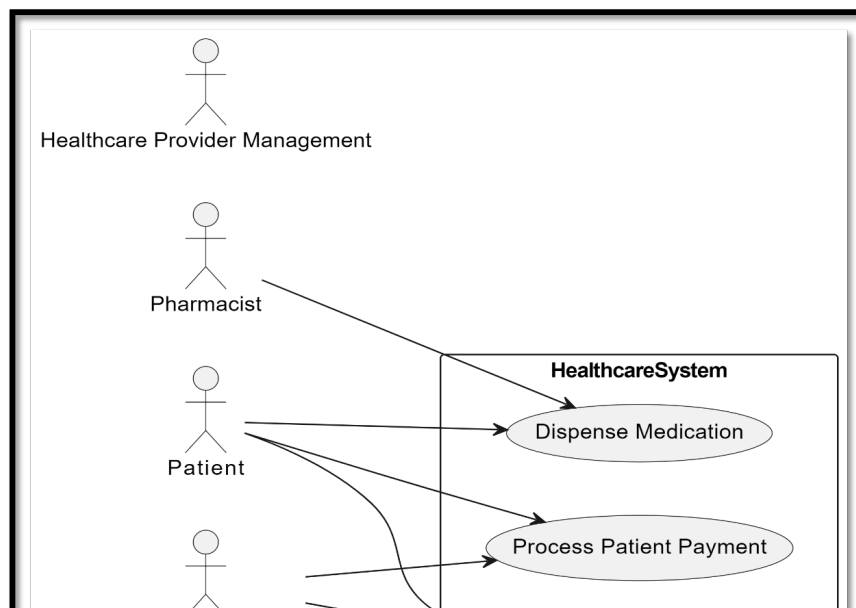 Healthcare Provider Management
Pharmacist
HealthcareSystem
Dispense Medication
Patient
Process Patient Payment